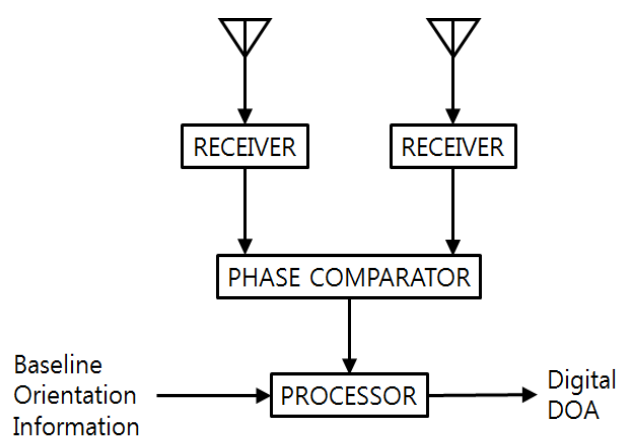 RECEIVER
RECEIVER
PHASE COMPARATOR
Baseline
Orientation
Information
PROCESSOR
Digital
DOA